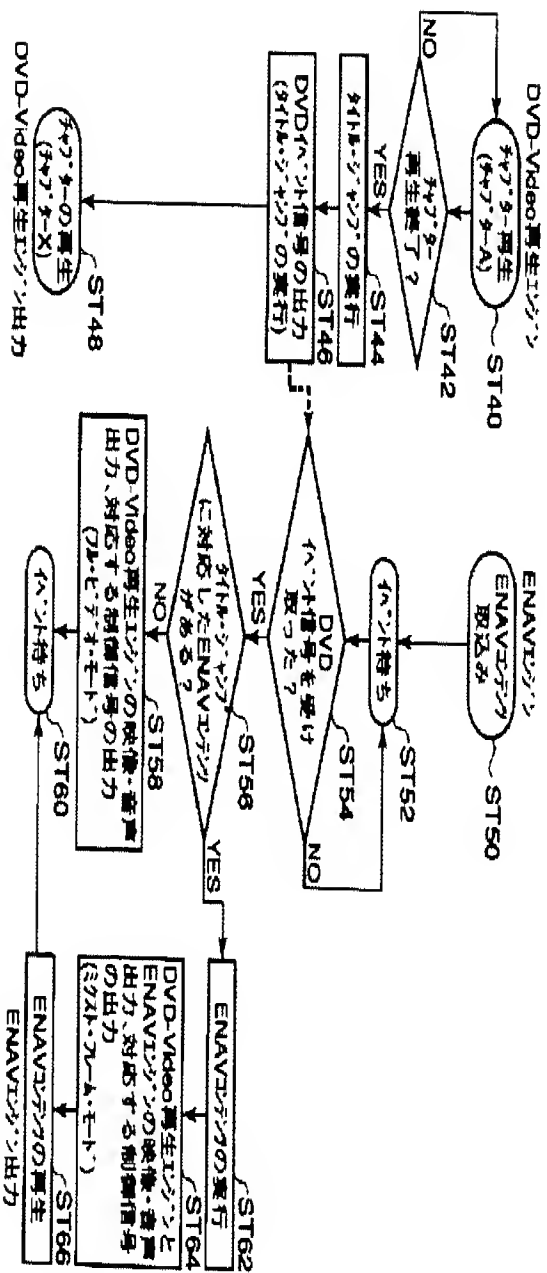 DVD-Video再生エンジン
チャプター再生
(チャプターA)
ST40
チャプター
再生終了？
ST42
NO
YES
タイトル・ジャンプの実行
ST44
DVDイベント信号の出力
(タイトル・ジャンプの実行)
ST46
チャプターの再生
(チャプターX)
ST48
DVD-Video再生エンジン出力
ENAVエンジン
ENAVコンテンツ
取込み
ST50
イベント待ち
ST52
DVD
イベント信号を受け
取った？
ST54
NO
YES
タイトル・ジャンプ
に対応したENAVコンテンツ
がある？
ST56
YES
NO
DVD-Video再生エンジンの映像・音声
出力、対応する制御信号の出力
(フル・ビデオ・モード)
ST58
イベント待ち
ST60
ENAVコンテンツの実行
ST62
DVD-Video再生エンジンと
ENAVエンジンの映像・音声
出力、対応する制御信号
の出力
(ミクスト・フレーム・モード)
ST64
ENAVコンテンツの再生
ST66
ENAVエンジン出力